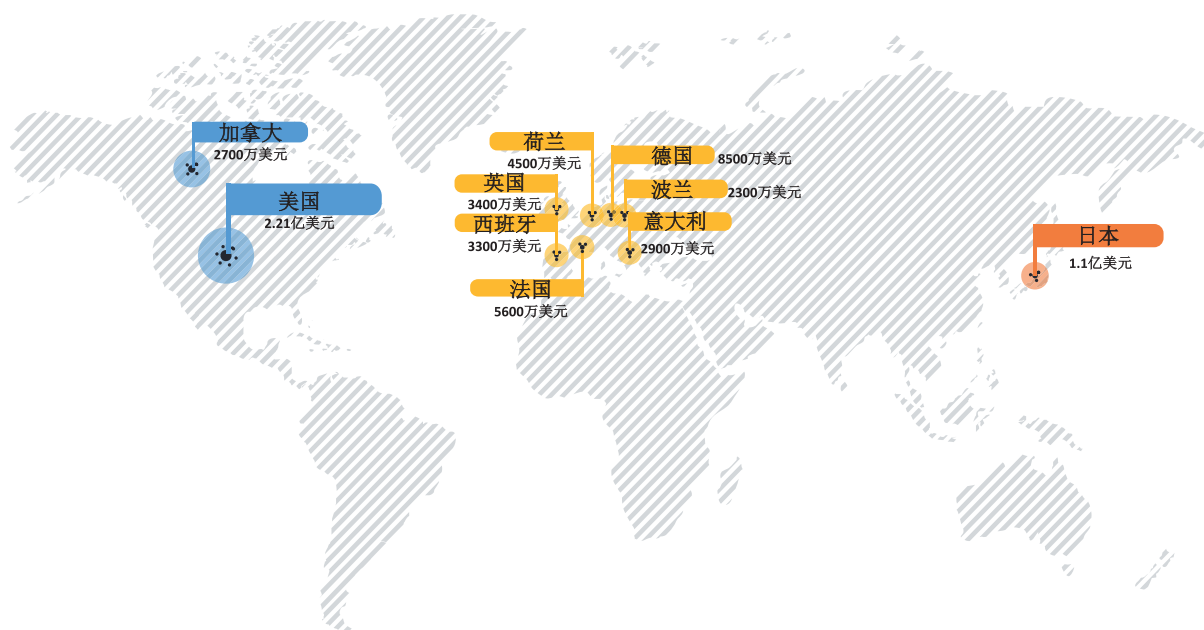 加拿大
2700万美元
美国
2.21亿美元
荷兰
4500万美元
英国
3400万美元
西班牙
3300万美元
法国
5600万美元
德国
8500万美元
波兰
2300万美元
意大利
2900万美元
日本
1.1亿美元